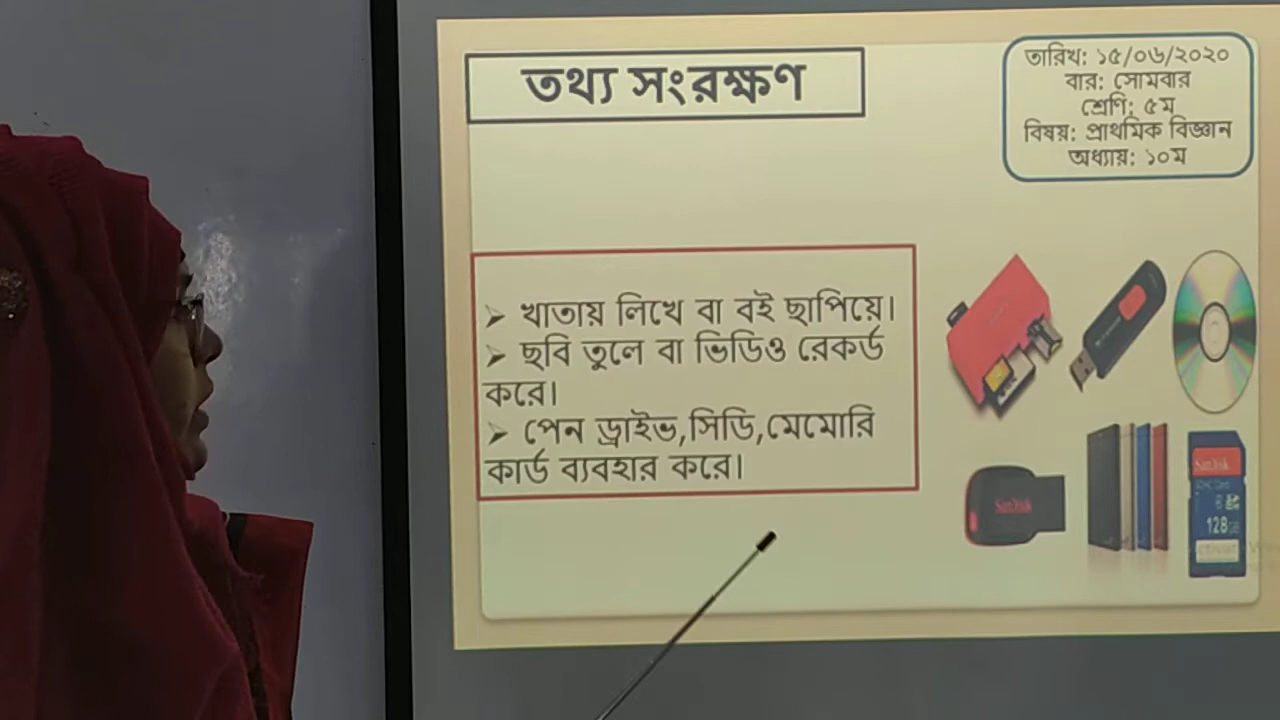 তথ্য সংরক্ষণ
তারিখ: ১৫/০৬/২০২০
বার: সোমবার
শ্রেণি: ৫ম
বিষয়: প্রাথমিক বিজ্ঞান
অধ্যায়: ১০ম
➢ খাতায় লিখে বা বই ছাপিয়ে।
➢ ছবি তুলে বা ভিডিও রেকর্ড
করে।
➢ পেন ড্রাইভ,সিডি,মেমোরি
কার্ড ব্যবহার করে।
SanDisk
SanDisk
128